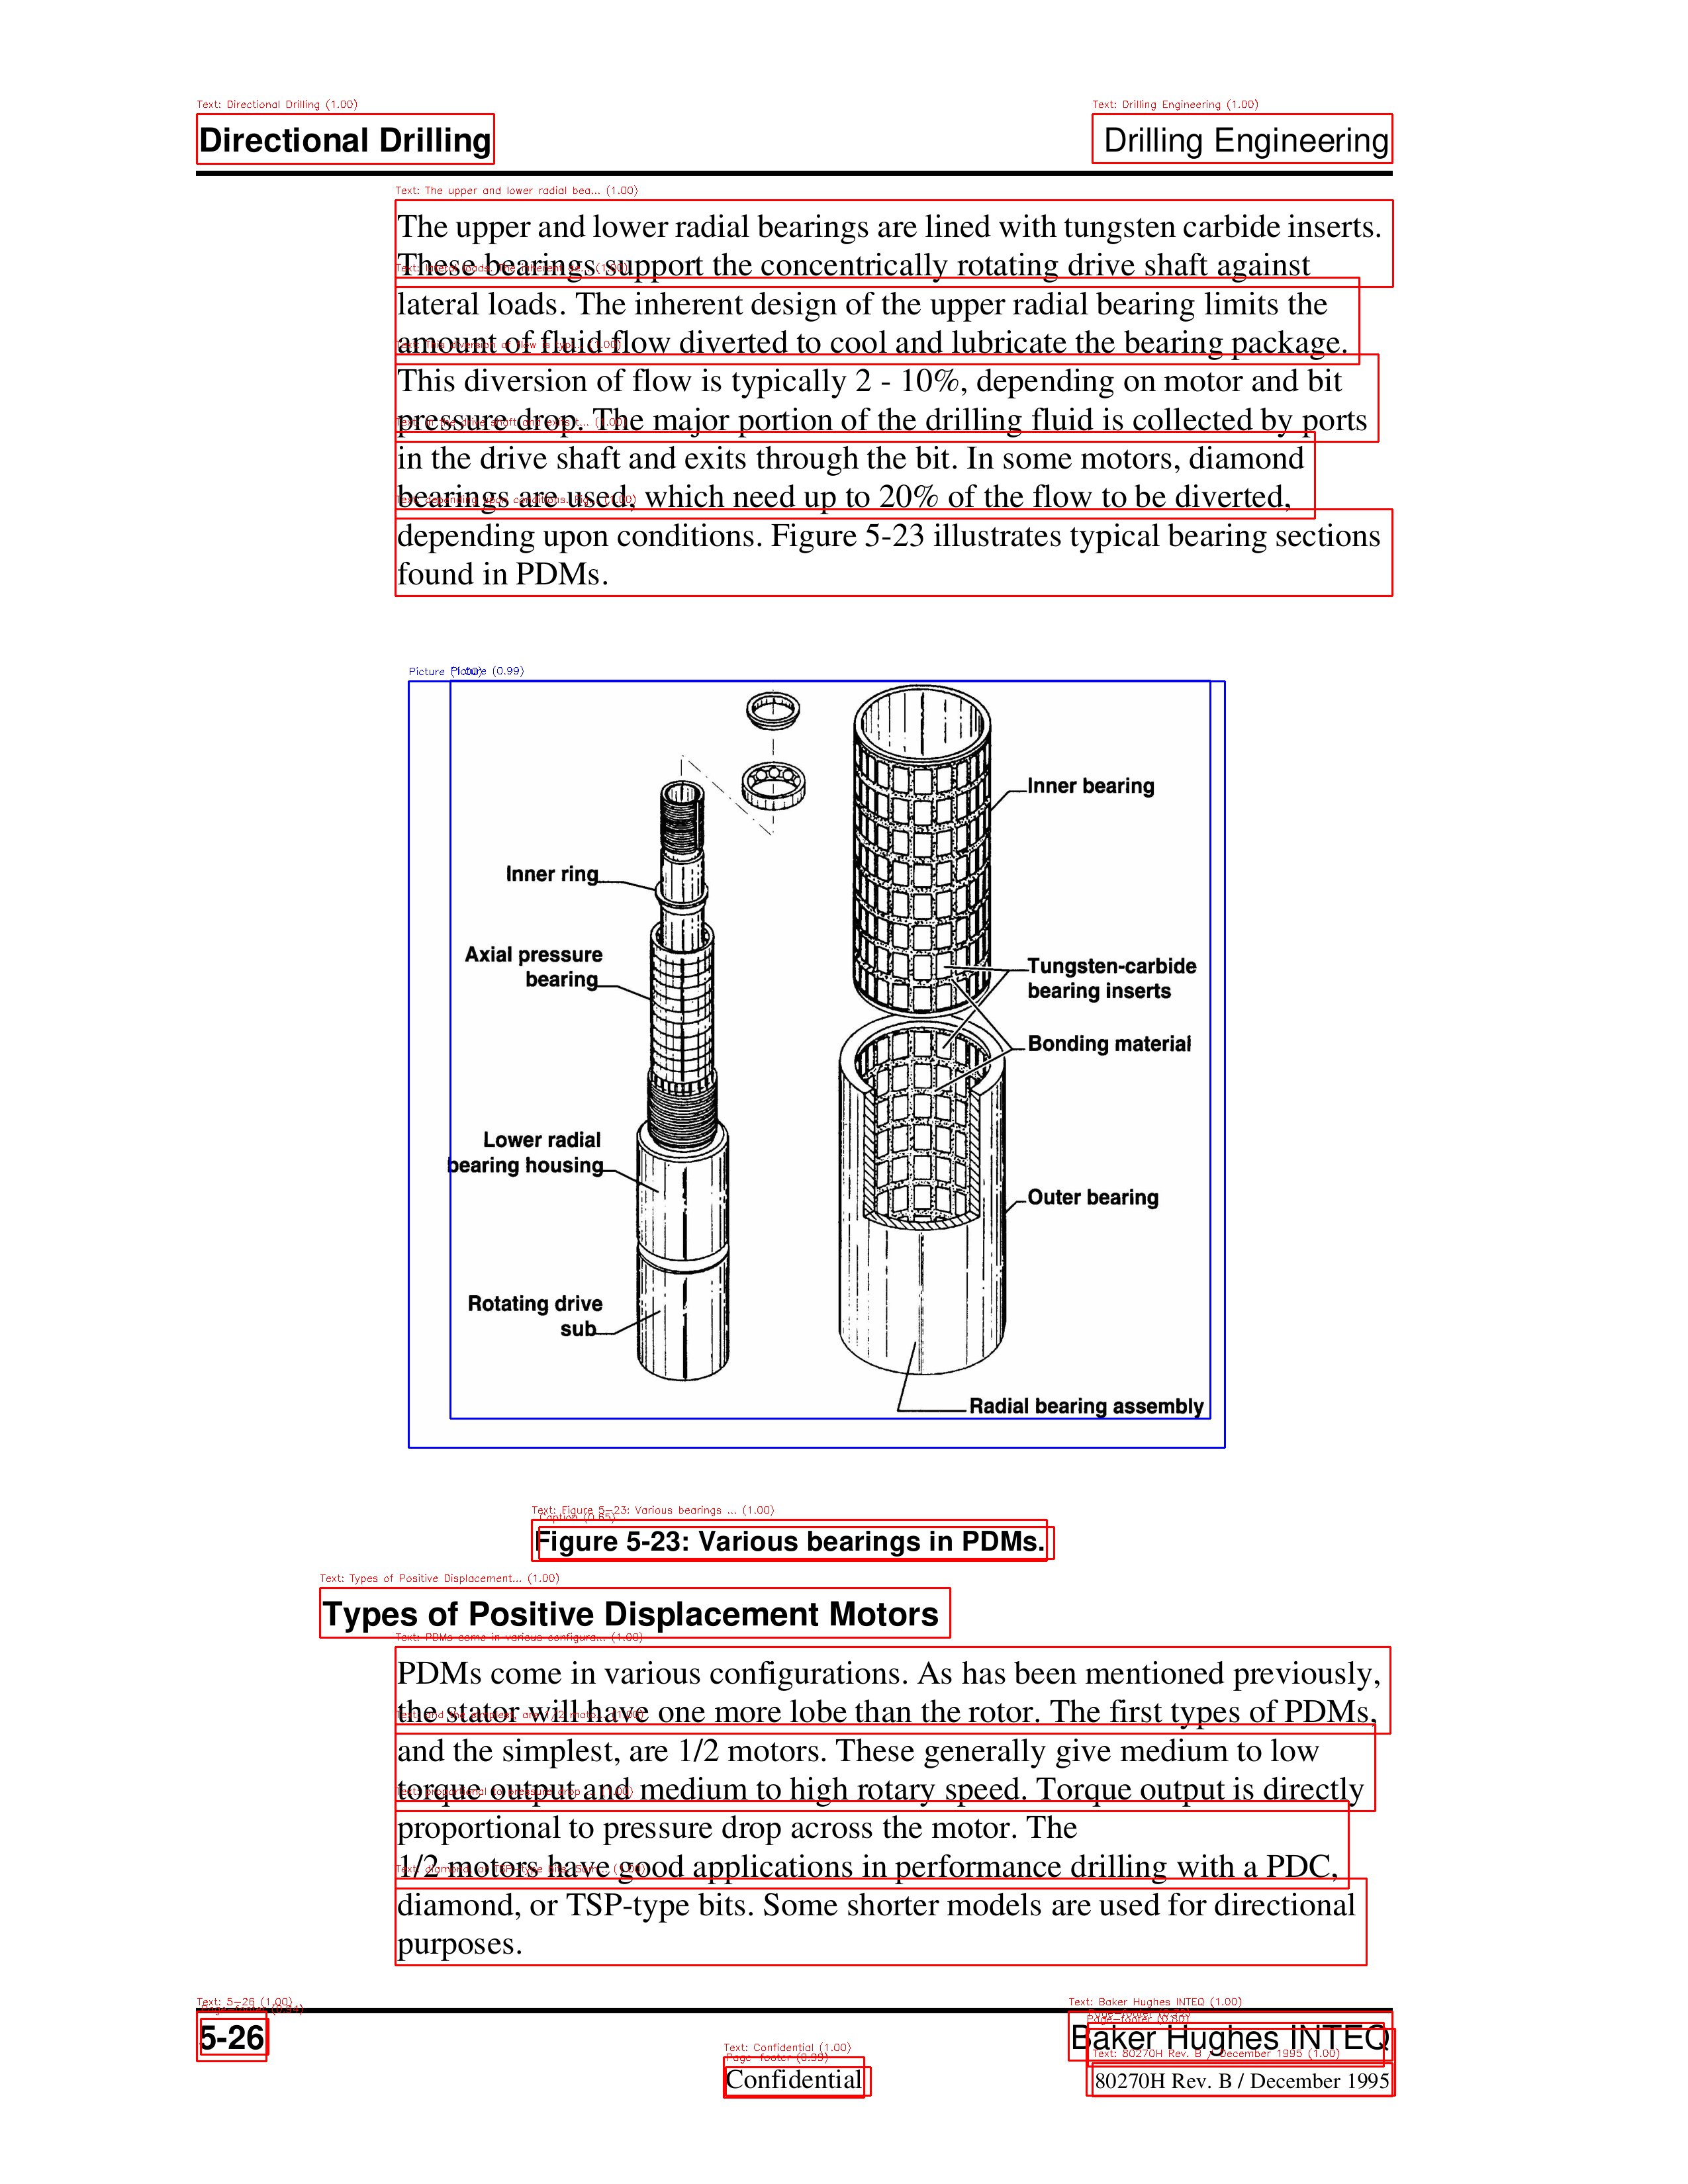 Text: Directional Drilling (1.00)
Text: Drilling Engineering (1.00)
Directional Drilling
Drilling Engineering
Text: The upper and lower radial bea... (1.00)
The upper and lower radial bearings are lined with tungsten carbide inserts.
These bearings support the concentrically rotating drive shaft against
lateral loads. The inherent design of the upper radial bearing limits the
amount of fluid flow diverted to cool and lubricate the bearing package.
This diversion of flow is typically 2 - 10%, depending on motor and bit
pressure drop. The major portion of the drilling fluid is collected by ports
in the drive shaft and exits through the bit. In some motors, diamond
bearings are used, which need up to 20% of the flow to be diverted,
depending upon conditions. Figure 5-23 illustrates typical bearing sections
found in PDMs.
Picture (1.00)
Picture (0.99)
Inner bearing
Inner ring
Axial pressure
bearing
Tungsten-carbide
bearing inserts
Bonding material
Lower radial
bearing housing
Outer bearing
Rotating drive
sub
Radial bearing assembly
Text: Figure 5-23: Various bearings ... (1.00)
Caption (0.85)
Figure 5-23: Various bearings in PDMs.
Text: Types of Positive Displacement... (1.00)
Types of Positive Displacement Motors
Text: PDMs come in various configura... (1.00)
PDMs come in various configurations. As has been mentioned previously,
the stator will have one more lobe than the rotor. The first types of PDMs,
and the simplest, are 1/2 motors. These generally give medium to low
torque output and medium to high rotary speed. Torque output is directly
proportional to pressure drop across the motor. The
1/2 motors have good applications in performance drilling with a PDC,
diamond, or TSP-type bits. Some shorter models are used for directional
purposes.
Text: 5-26 (1.00)
Text: Baker Hughes INTEQ (1.00)
5-26
Baker Hughes INTEQ
Text: Confidential (1.00)
Text: 80270H Rev. B / December 1995 (1.00)
Confidential
80270H Rev. B / December 1995